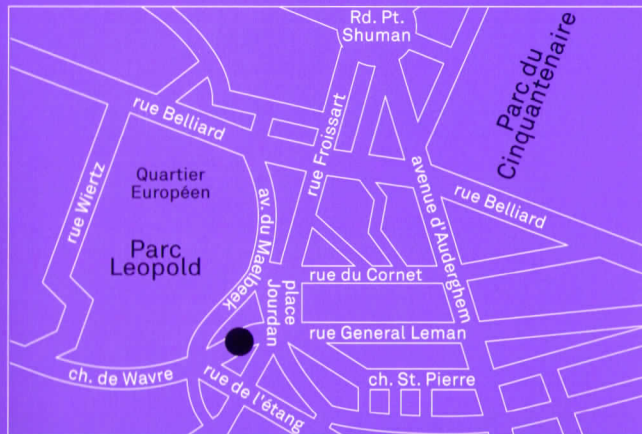 Rd. Pt.
Shuman
Parc du
Cinquantenaire
rue Belliard
rue Froissart
Quartier
Européen
rue Wiertz
av. du Maelbeek
avenue d'Auderghem
rue Belliard
Parc
Leopold
rue du Cornet
place
Jourdan
rue General Leman
ch. de Wavre
rue de l'étang
ch. St. Pierre